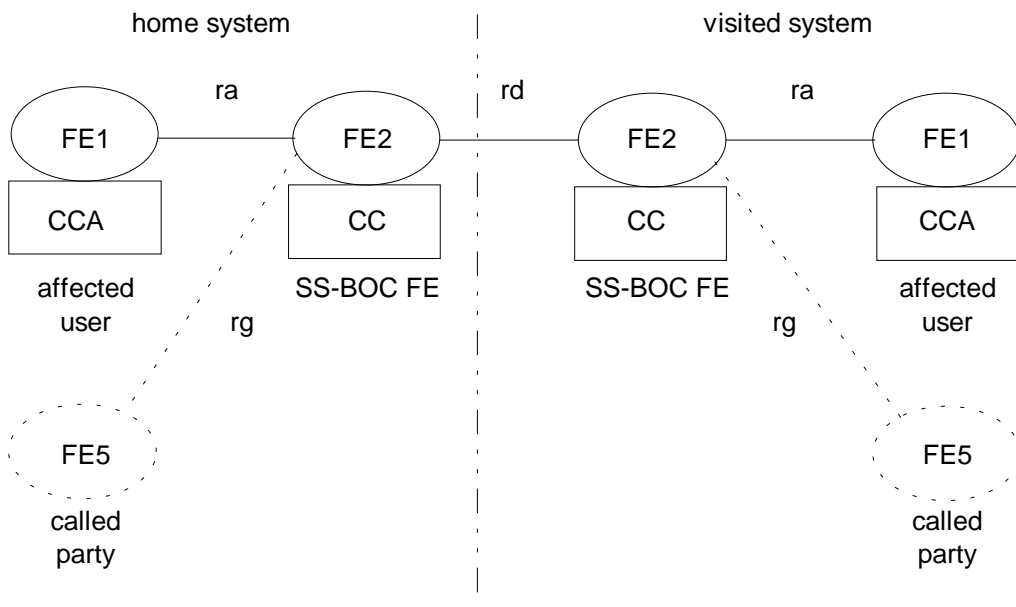 home system
visited system
ra
rd
ra
FE1
FE2
FE2
FE1
CCA
CC
CC
CCA
affected
user
SS-BOC FE
SS-BOC FE
affected
user
rg
rg
FE5
FE5
called
party
called
party